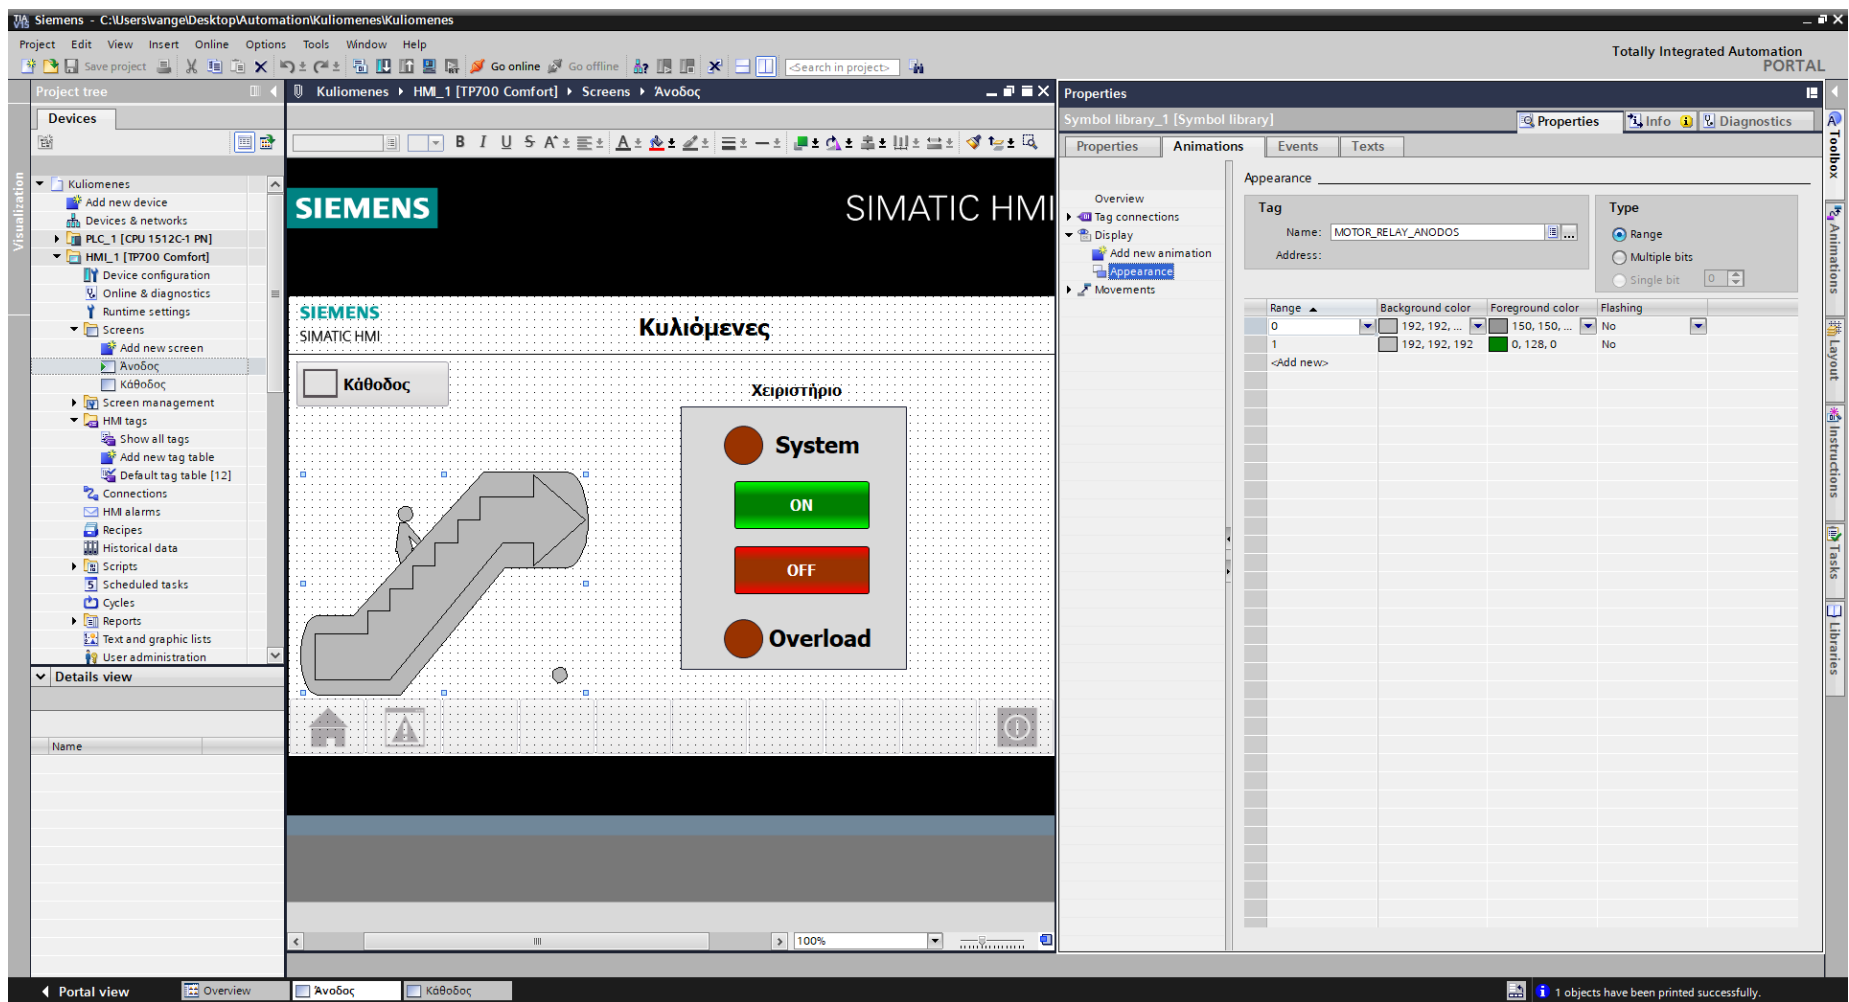 Siemens - C:\Users\vange\Desktop\Automation\Kuliomenes\Kuliomenes
Project Edit View Insert Online Options Tools Window Help
Totally Integrated Automation
PORTAL
Save project Go online Go offline <Search in project>
Project tree
Devices
Visualization
Kuliomenes
Add new device
Devices & networks
PLC_1 [CPU 1512C-1 PN]
HMI_1 [TP700 Comfort]
Device configuration
Online & diagnostics
Runtime settings
Screens
Add new screen
Άνοδος
Κάθοδος
Screen management
HMI tags
Show all tags
Add new tag table
Default tag table [12]
Connections
HMI alarms
Recipes
Historical data
Scripts
Scheduled tasks
Cycles
Reports
Text and graphic lists
User administration
Details view
Name
Kuliomenes HMI_1 [TP700 Comfort] Screens Άνοδος
B I U S A A
SIEMENS
SIMATIC HMI
SIEMENS
SIMATIC HMI
Κυλιόμενες
Κάθοδος
Χειριστήριο
System
ON
OFF
Overload
100%
Properties
Symbol library_1 [Symbol library]
Properties Info Diagnostics
Properties Animations Events Texts
Overview
Tag connections
Display
Add new animation
Appearance
Movements
Appearance
Tag
Name: MOTOR_RELAY_ANODOS
Address:
Type
Range
Multiple bits
Single bit 0
Range Background color Foreground color Flashing
0 192, 192, ... 150, 150, ... No
1 192, 192, 192 0, 128, 0 No
<Add new>
Toolbox
Animations
Layout
Instructions
Tasks
Libraries
Portal view Overview Άνοδος Κάθοδος
1 objects have been printed successfully.